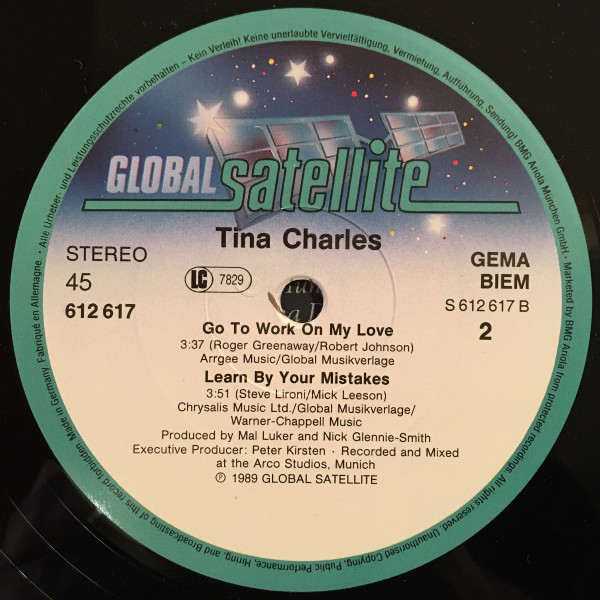 - Alle Urheber- und Leistungsschutzrechte vorbehalten – Kein Verleih! Keine unerlaubte Vervielfältigung, Vermietung, Aufführung, Sendung! BMG Ariola München GmbH · Marketed by BMG Ariola from protected recordings. All rights reserved. Unauthorised Copying, Public Performance, Hiring, and Broadcasting of this record forbidden. Made in Germany. Fabriqué en Allemagne.
GLOBAL satellite
Tina Charles
STEREO
45
612 617
LC 7829
GEMA
BIEM
S 612 617 B
2
Go To Work On My Love
3:37 (Roger Greenaway/Robert Johnson)
Arrgee Music/Global Musikverlage
Learn By Your Mistakes
3:51 (Steve Lironi/Mick Leeson)
Chrysalis Music Ltd./Global Musikverlage/
Warner-Chappell Music
Produced by Mal Luker and Nick Glennie-Smith
Executive Producer: Peter Kirsten · Recorded and Mixed
at the Arco Studios, Munich
℗ 1989 GLOBAL SATELLITE